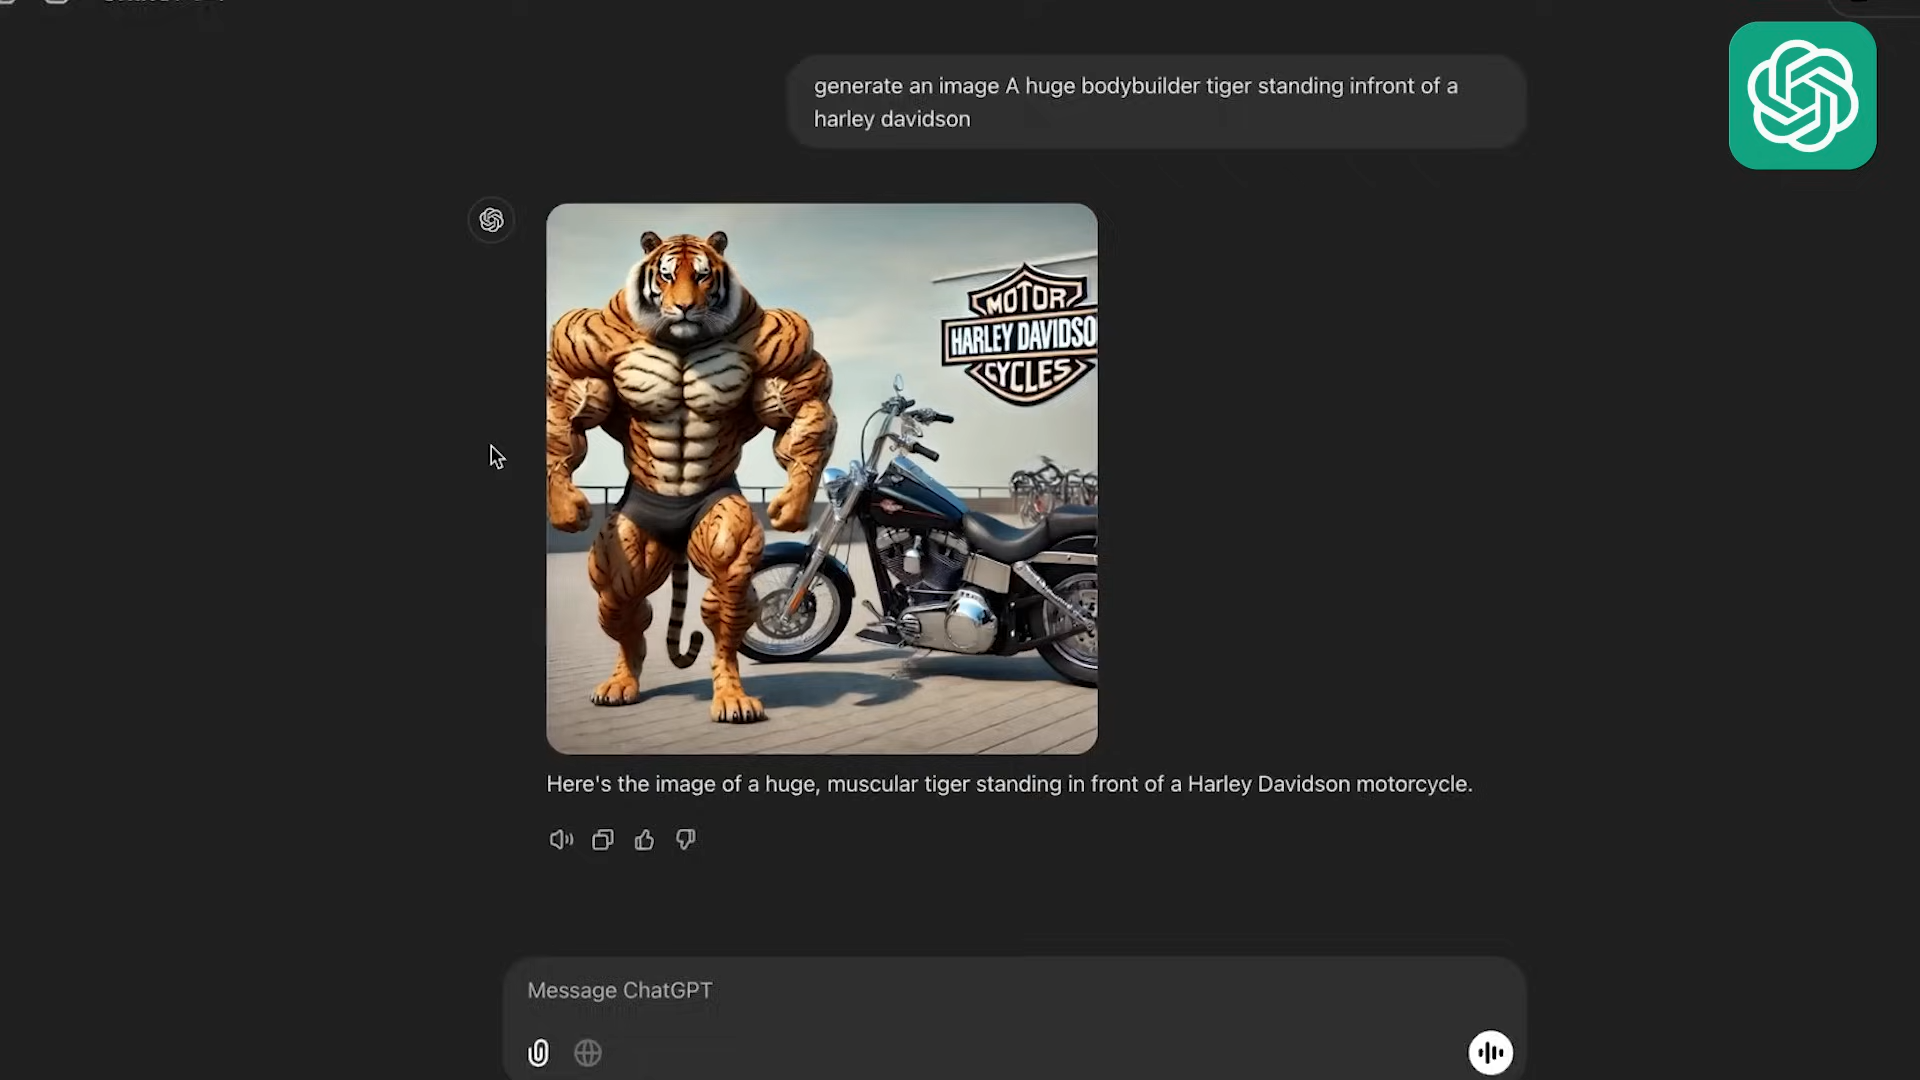 generate an image A huge bodybuilder tiger standing infront of a
harley davidson
MOTOR
HARLEY DAVIDSO
CYCLES
Here's the image of a huge, muscular tiger standing in front of a Harley Davidson motorcycle.
Message ChatGPT